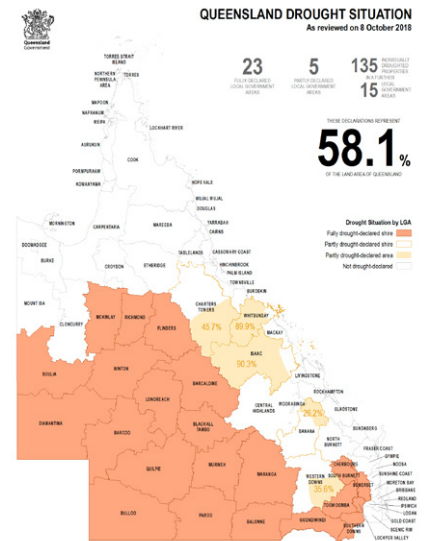 Queensland
Government
QUEENSLAND DROUGHT SITUATION
As reviewed on 8 October 2018
23
FULLY DECLARED
LOCAL GOVERNMENT
AREAS
5
PARTLY DECLARED
LOCAL GOVERNMENT
AREAS
135
INDIVIDUALLY
DROUGHTED
PROPERTIES
IN A FURTHER
15
LOCAL
GOVERNMENT
AREAS
THESE DECLARATIONS REPRESENT
58.1%
OF THE LAND AREA OF QUEENSLAND
Drought Situation by LGA
Fully drought-declared shire
Partly drought-declared shire
Partly drought-declared area
Not drought-declared
TORRES STRAIT
ISLAND
NORTHERN
PENINSULA
AREA
TORRES
MAPOON
NAPRANUM
WEIPA
LOCKHART RIVER
AURUKUN
COOK
PORMPURAAW
KOWANYAMA
HOPE VALE
WUJAL WUJAL
DOUGLAS
MORNINGTON
YARRABAH
CAIRNS
CARPENTARIA
MAREEBA
DOOMADGEE
TABLELANDS
CASSOWARY COAST
BURKE
CROYDON
ETHERIDGE
HINCHINBROOK
PALM ISLAND
TOWNSVILLE
BURDEKIN
MOUNT ISA
CLONCURRY
MCKINLAY
RICHMOND
FLINDERS
CHARTERS
TOWERS
45.7%
WHITSUNDAY
89.9%
MACKAY
ISAAC
90.3%
BOULIA
WINTON
BARCALDINE
LIVINGSTONE
ROCKHAMPTON
LONGREACH
CENTRAL
HIGHLANDS
WOORABINDA
26.2%
GLADSTONE
DIAMANTINA
BARCOO
BLACKALL
TAMBO
BANANA
BUNDABERG
NORTH
BURNETT
FRASER COAST
GYMPIE
QUILPIE
MURWEH
MARANOA
WESTERN
DOWNS
35.6%
CHERBOURG
SOUTH BURNETT
NOOSA
SUNSHINE COAST
SOMERSET
MORETON BAY
BRISBANE
REDLAND
IPSWICH
LOGAN
TOOWOOMBA
BULLOO
PAROO
BALONNE
GOONDIWINDI
SOUTHERN
DOWNS
GOLD COAST
SCENIC RIM
LOCKYER VALLEY